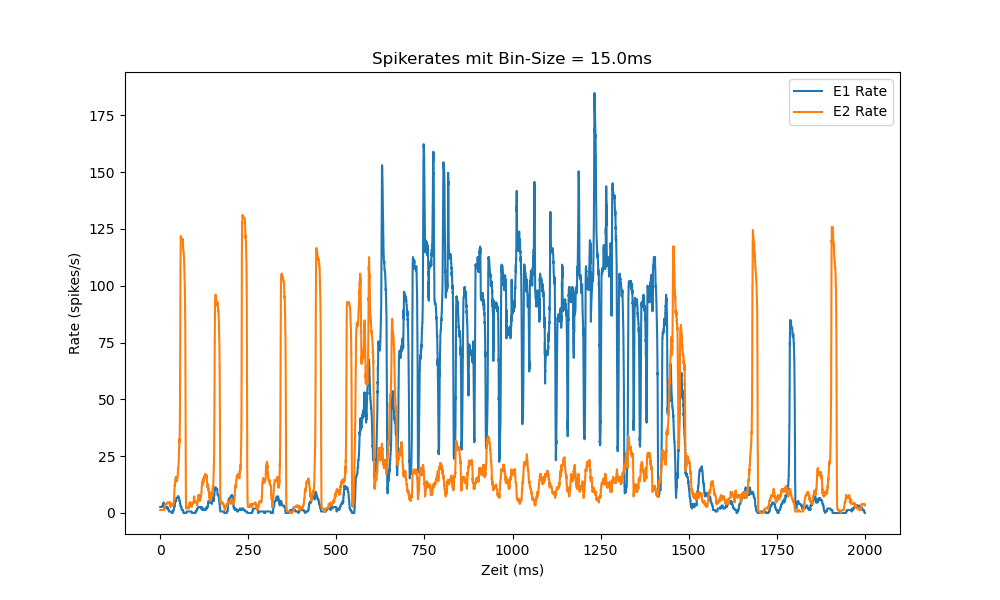 Spikerates mit Bin-Size = 15.0ms
E1 Rate
E2 Rate
Rate (spikes/s)
175
150
125
100
75
50
25
0
0 250 500 750 1000 1250 1500 1750 2000
Zeit (ms)